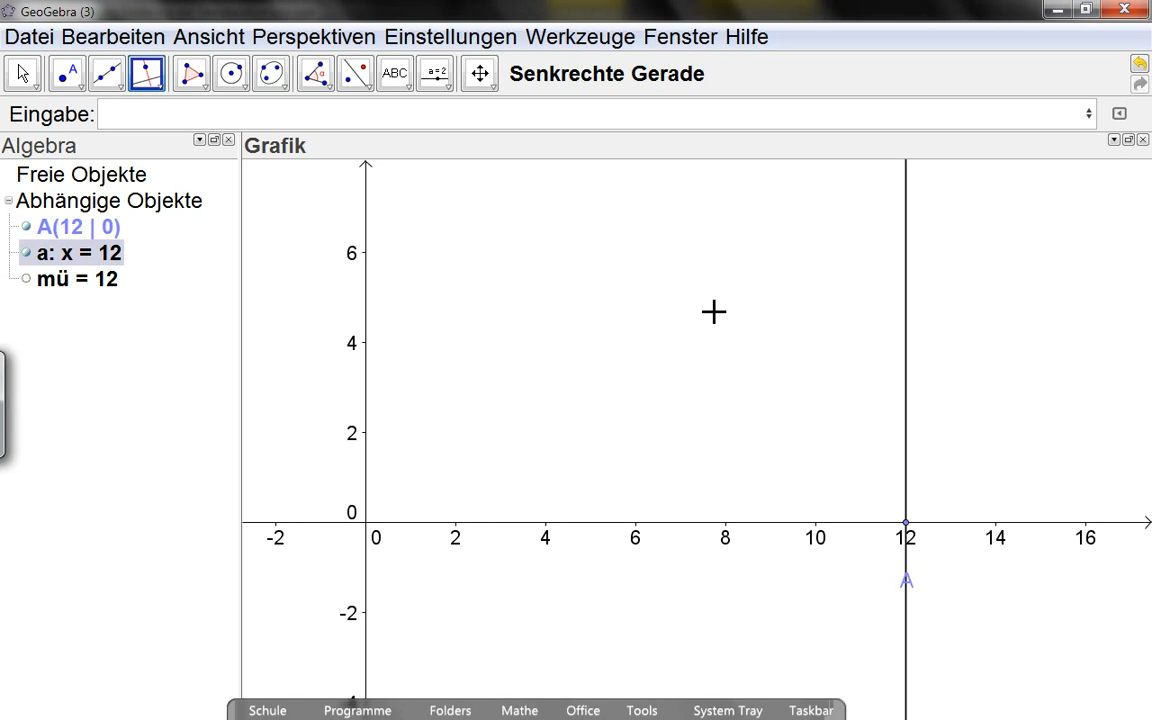 GeoGebra (3)
Datei Bearbeiten Ansicht Perspektiven Einstellungen Werkzeuge Fenster Hilfe
A ABC a=2 Senkrechte Gerade
Eingabe:
Algebra
Grafik
Freie Objekte
Abhängige Objekte
A(12 | 0)
a: x = 12
mü = 12
6
4
2
0
-2 0 2 4 6 8 10 12 14 16
A
-2
Schule Programme Folders Mathe Office Tools System Tray Taskbar